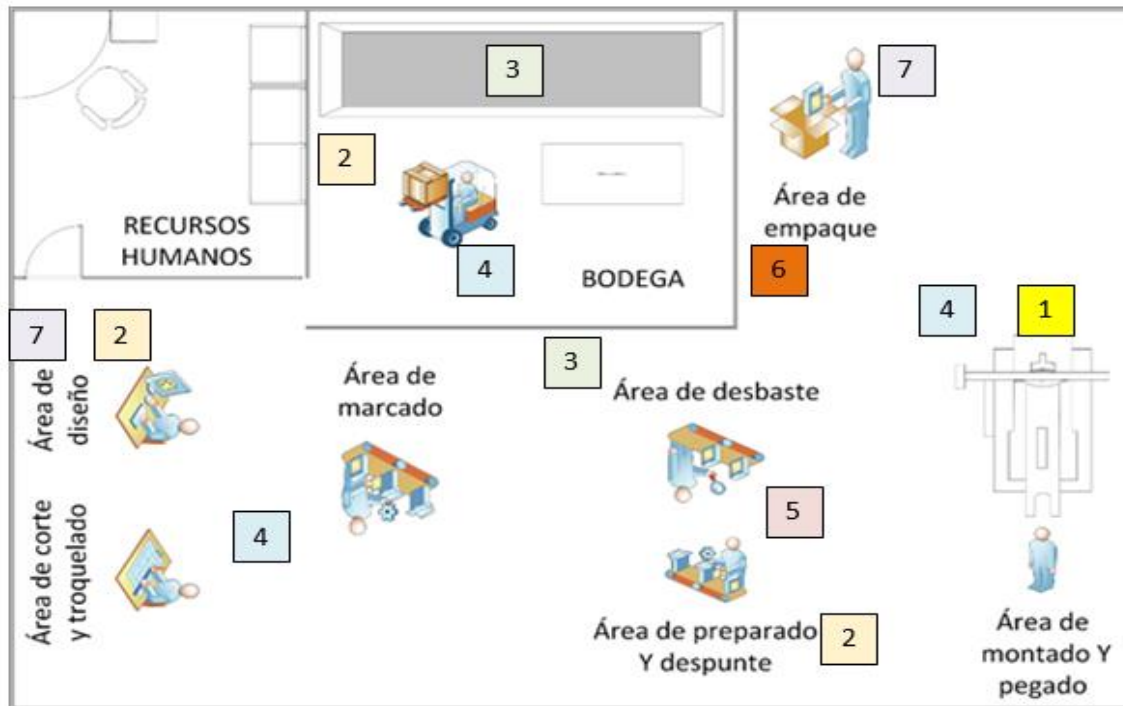 3
7
2
Área de
empaque
RECURSOS
HUMANOS
4
BODEGA
6
7
2
4
1
3
Área de
diseño
Área de
marcado
Área de desbaste
Área de corte
y troquelado
4
5
Área de preparado
Y despunte
2
Área de
montado Y
pegado